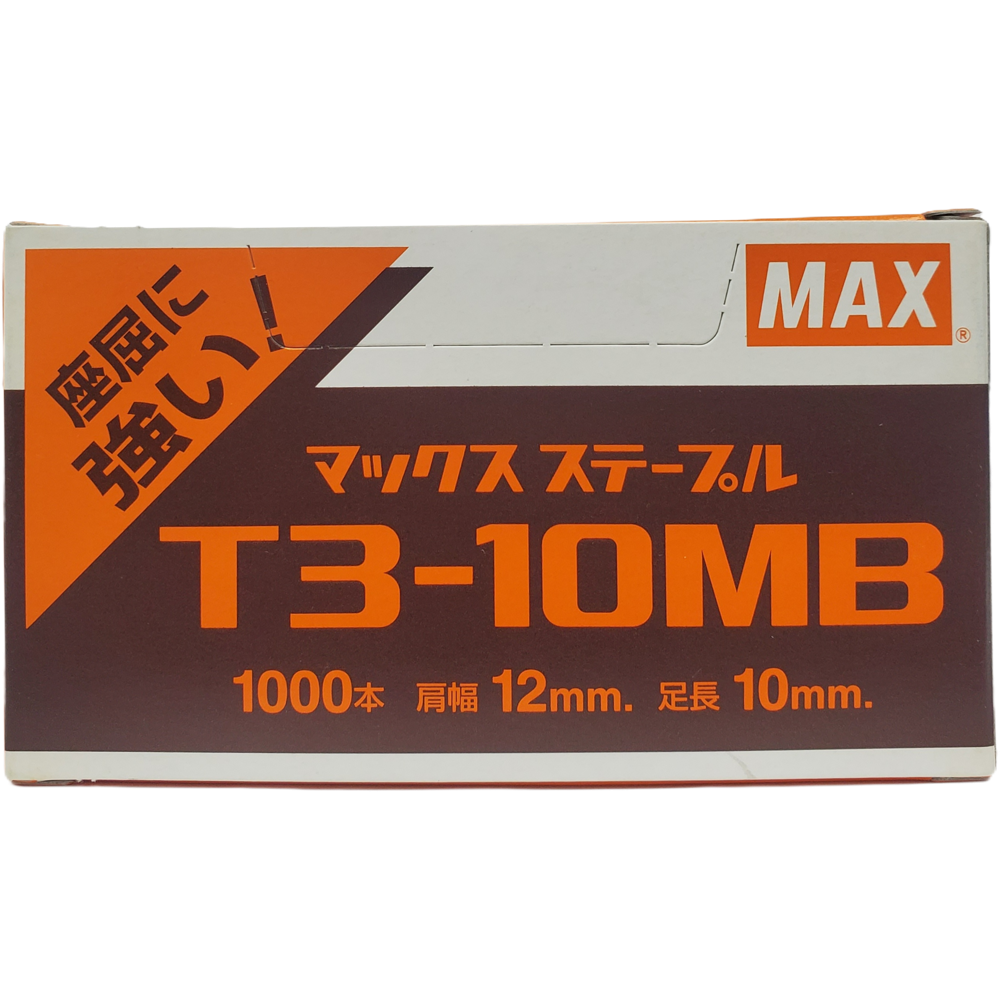 座屈に
強い!
MAX
®
マックス ステープル
T3-10MB
1000本 肩幅 12mm. 足長 10mm.